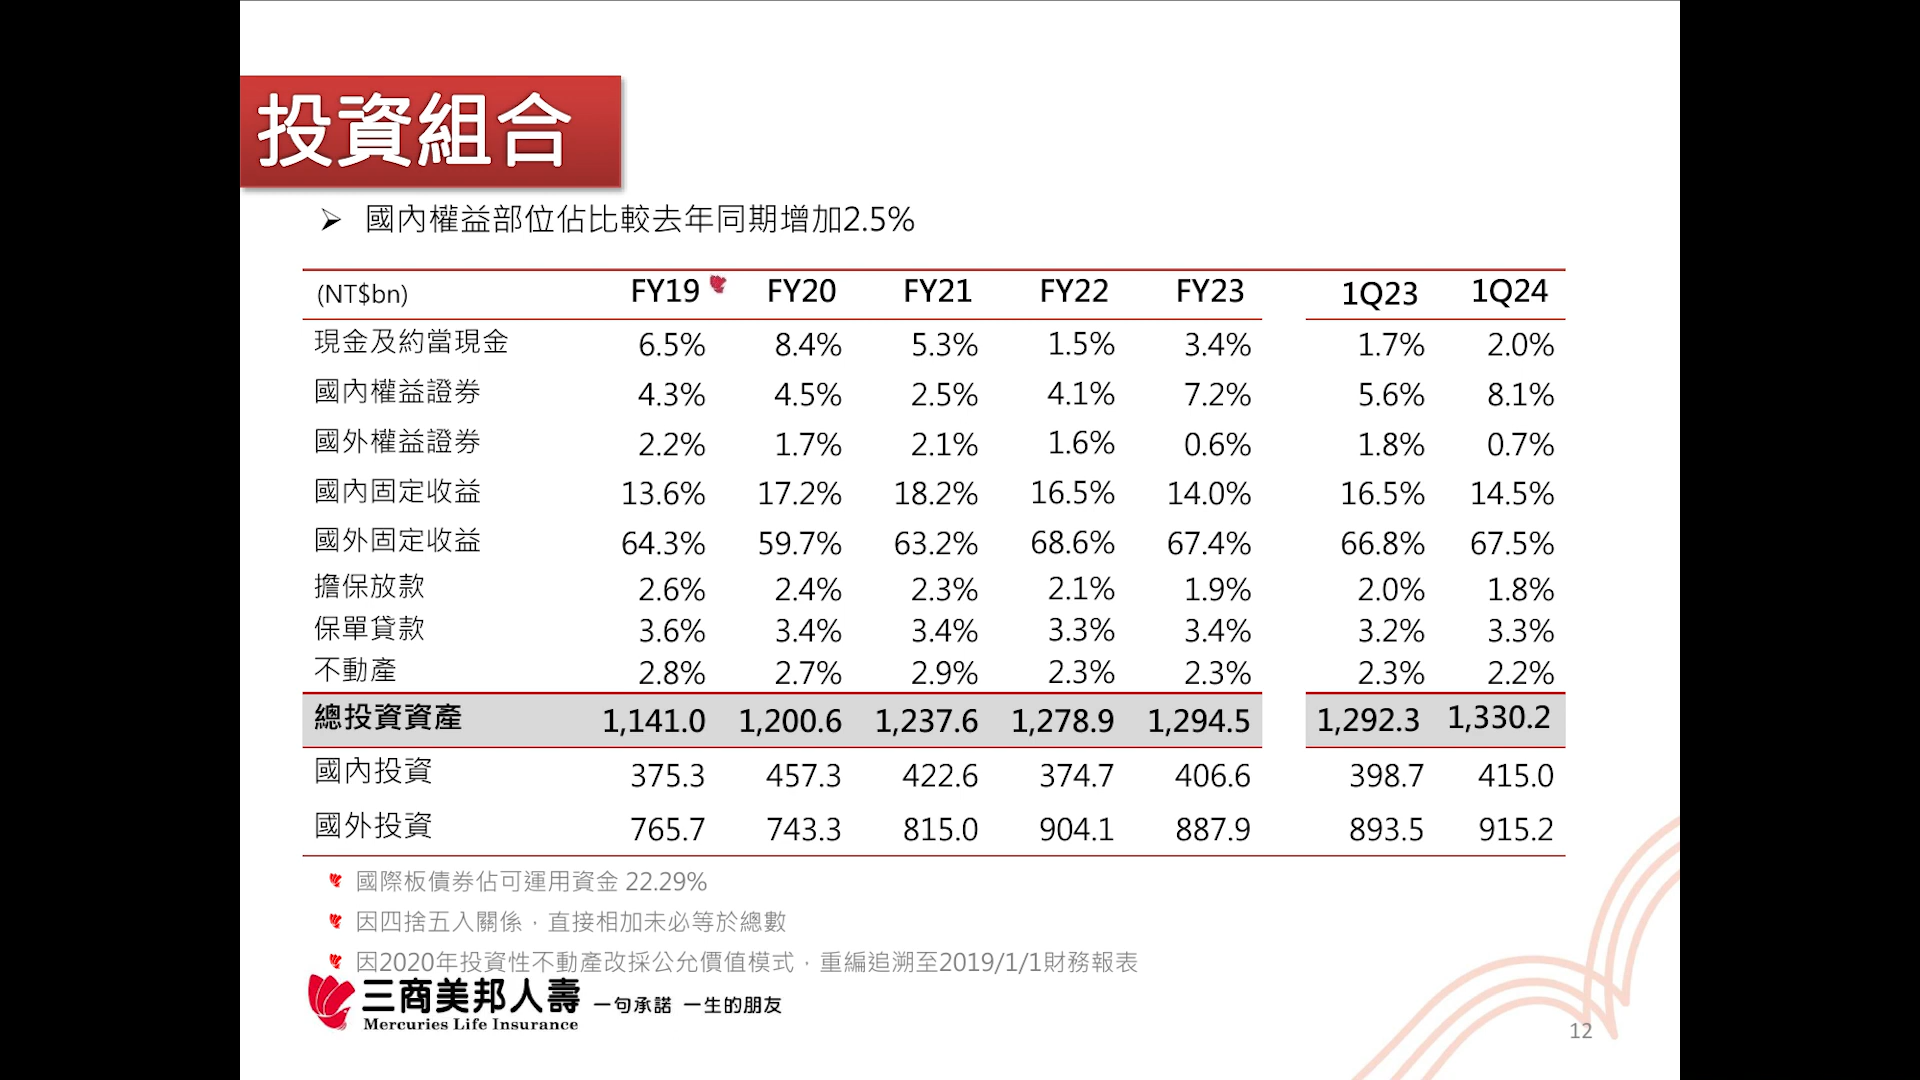 投資組合
➢ 國內權益部位佔比較去年同期增加2.5%
(NT$bn) FY19 FY20 FY21 FY22 FY23 1Q23 1Q24
現金及約當現金 6.5% 8.4% 5.3% 1.5% 3.4% 1.7% 2.0%
國內權益證券 4.3% 4.5% 2.5% 4.1% 7.2% 5.6% 8.1%
國外權益證券 2.2% 1.7% 2.1% 1.6% 0.6% 1.8% 0.7%
國內固定收益 13.6% 17.2% 18.2% 16.5% 14.0% 16.5% 14.5%
國外固定收益 64.3% 59.7% 63.2% 68.6% 67.4% 66.8% 67.5%
擔保放款 2.6% 2.4% 2.3% 2.1% 1.9% 2.0% 1.8%
保單貸款 3.6% 3.4% 3.4% 3.3% 3.4% 3.2% 3.3%
不動產 2.8% 2.7% 2.9% 2.3% 2.3% 2.3% 2.2%
總投資資產 1,141.0 1,200.6 1,237.6 1,278.9 1,294.5 1,292.3 1,330.2
國內投資 375.3 457.3 422.6 374.7 406.6 398.7 415.0
國外投資 765.7 743.3 815.0 904.1 887.9 893.5 915.2
國際板債券佔可運用資金 22.29%
因四捨五入關係，直接相加未必等於總數
因2020年投資性不動產改採公允價值模式，重編追溯至2019/1/1財務報表
三商美邦人壽 一句承諾 一生的朋友
Mercuries Life Insurance
12